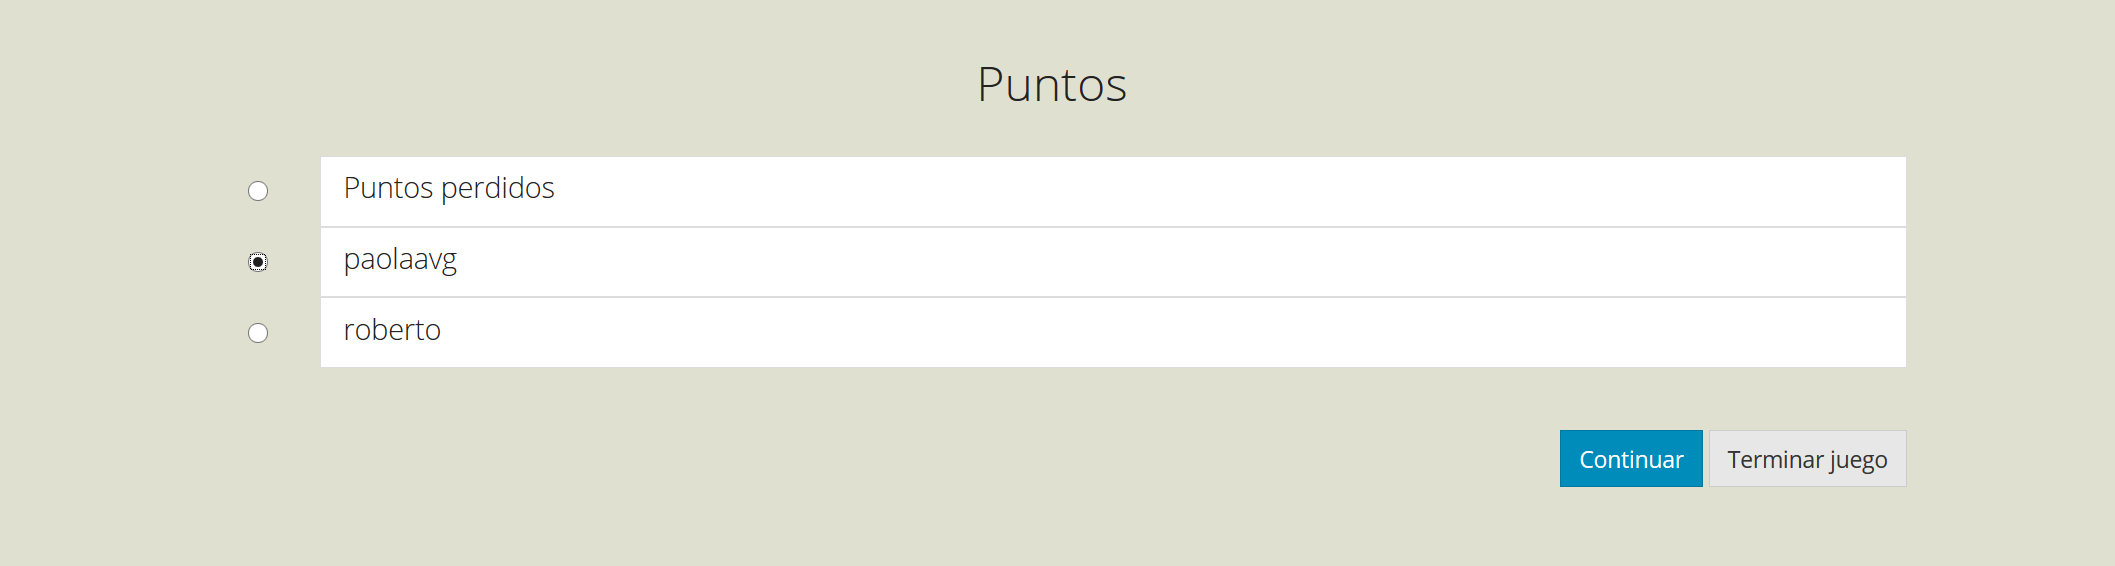 Puntos
Puntos perdidos
paolaavg
roberto
Continuar Terminar juego